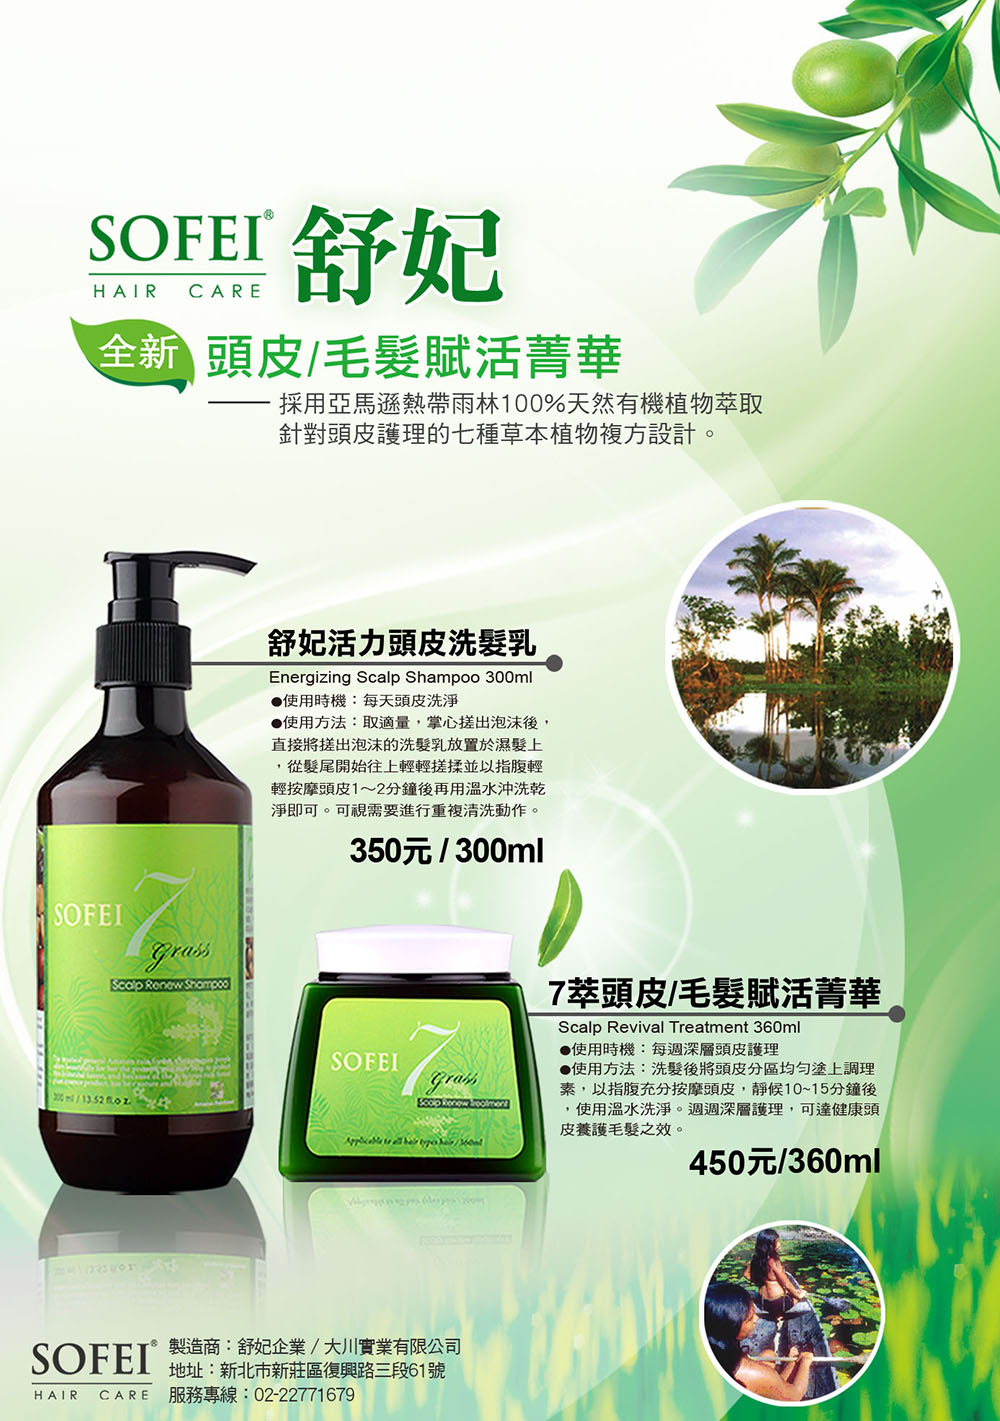 SOFEI®
HAIR CARE
舒妃
全新
頭皮/毛髮賦活菁華
採用亞馬遜熱帶雨林100%天然有機植物萃取
針對頭皮護理的七種草本植物複方設計。
舒妃活力頭皮洗髮乳
Energizing Scalp Shampoo 300ml
●使用時機：每天頭皮洗淨
●使用方法：取適量，掌心搓出泡沫後，
直接將搓出泡沫的洗髮乳放置於濕髮上
，從髮尾開始往上輕輕搓揉並以指腹輕
輕按摩頭皮1～2分鐘後再用溫水沖洗乾
淨即可。可視需要進行重複清洗動作。
350元 / 300ml
SOFEI 7
Grass
Scalp Renew Shampoo
300 ml / 13.52 fl.o z.
SOFEI 7
Grass
Scalp Renew Treatment
Applicable to all hair types hair / 360ml
7萃頭皮/毛髮賦活菁華
Scalp Revival Treatment 360ml
●使用時機：每週深層頭皮護理
●使用方法：洗髮後將頭皮分區均勻塗上調理
素，以指腹充分按摩頭皮，靜候10~15分鐘後
，使用溫水洗淨。週週深層護理，可達健康頭
皮養護毛髮之效。
450元/360ml
SOFEI®
HAIR CARE
製造商：舒妃企業 / 大川實業有限公司
地址：新北市新莊區復興路三段61號
服務專線：02-22771679